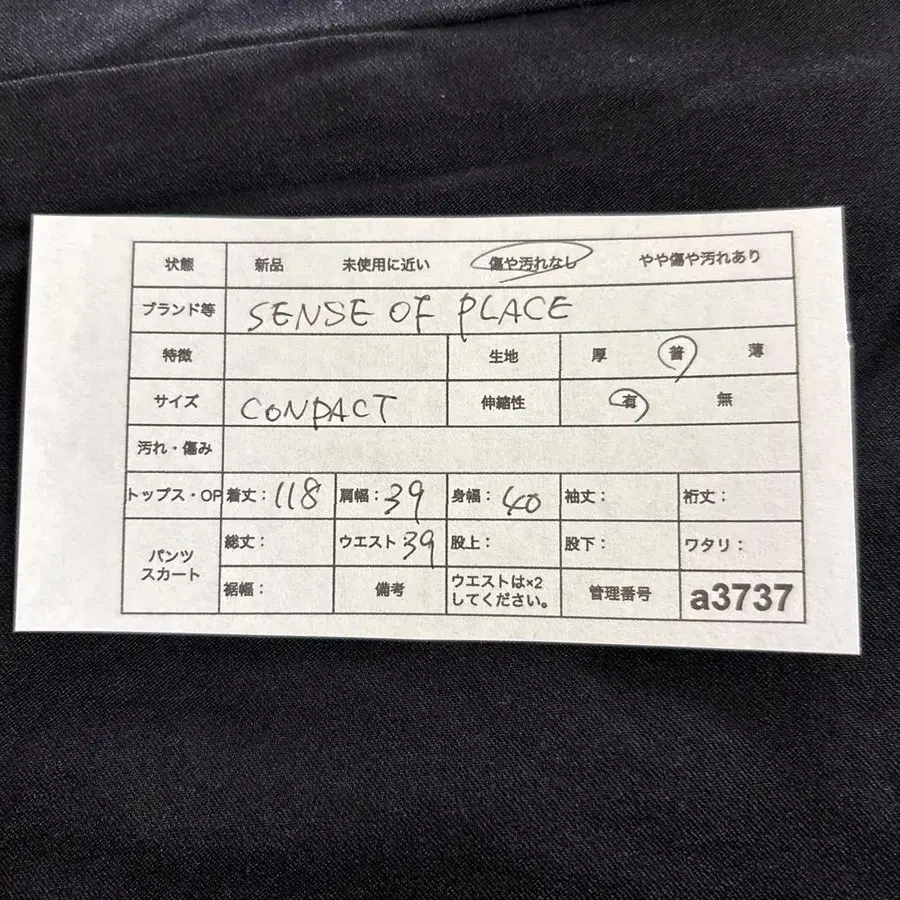 状態 新品 未使用に近い 傷や汚れなし やや傷や汚れあり
ブランド等 SENSE OF PLACE
特徴 生地 厚 普 薄
サイズ CONPACT 伸縮性 有 無
汚れ・傷み
トップス・OP 着丈：118 肩幅：39 身幅：40 袖丈： 裄丈：
パンツ スカート 総丈： ウエスト 39 股上： 股下： ワタリ：
裾幅： 備考 ウエストは×2 してください。 管理番号 a3737